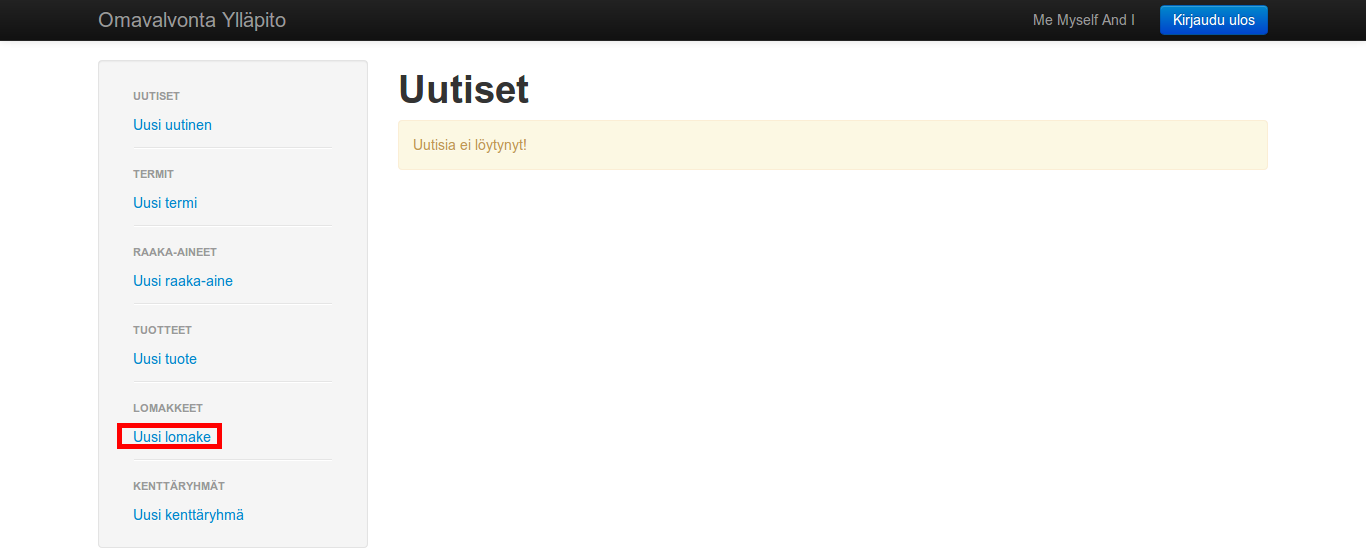 Omavalvonta Ylläpito
Me Myself And I
Kirjaudu ulos
UUTISET
Uusi uutinen
TERMIT
Uusi termi
RAAKA-AINEET
Uusi raaka-aine
TUOTTEET
Uusi tuote
LOMAKKEET
Uusi lomake
KENTTÄRYHMÄT
Uusi kenttäryhmä
Uutiset
Uutisia ei löytynyt!